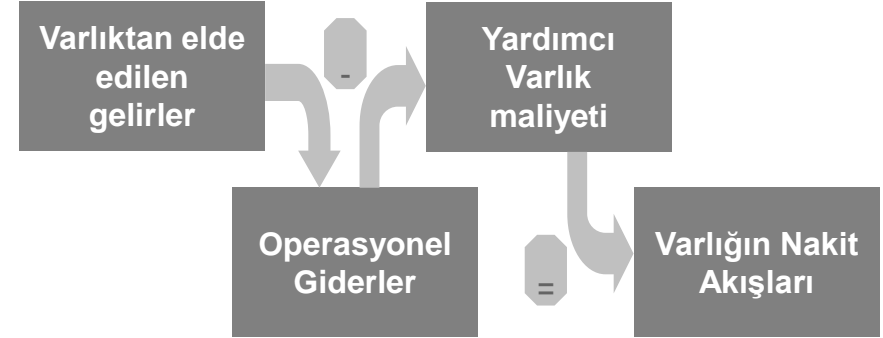 Varlıktan elde
edilen
gelirler
-
Yardımcı
Varlık
maliyeti
Operasyonel
Giderler
=
Varlığın Nakit
Akışları